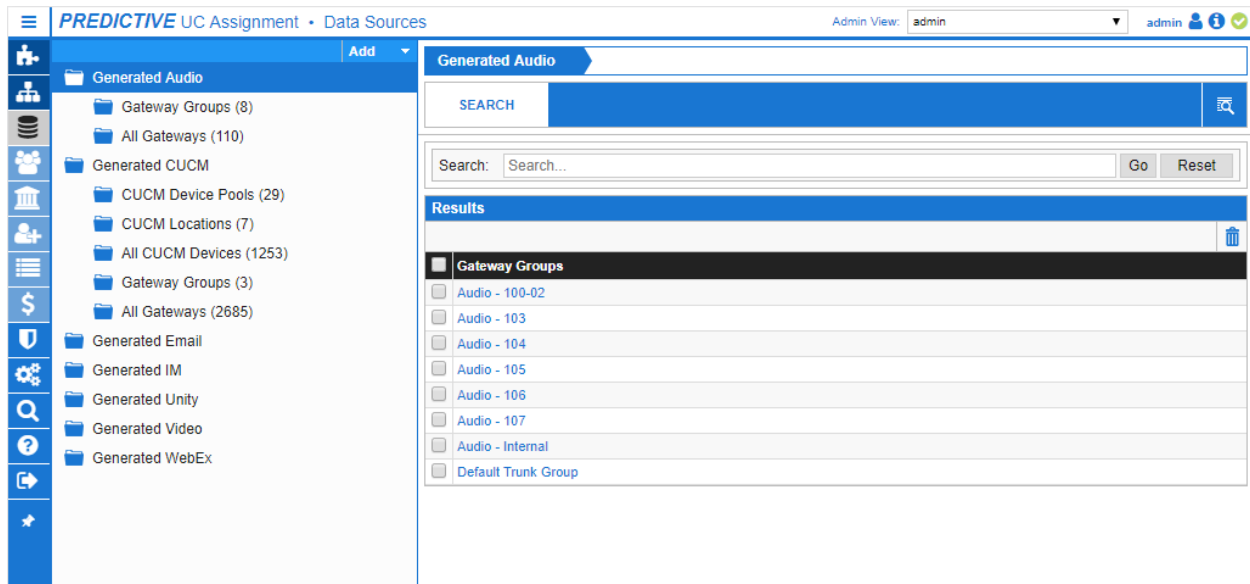 PREDICTIVE UC Assignment • Data Sources
Admin View: admin
admin
Add
Generated Audio
Gateway Groups (8)
All Gateways (110)
Generated CUCM
CUCM Device Pools (29)
CUCM Locations (7)
All CUCM Devices (1253)
Gateway Groups (3)
All Gateways (2685)
Generated Email
Generated IM
Generated Unity
Generated Video
Generated WebEx
Generated Audio
SEARCH
Search: Search... Go Reset
Results
Gateway Groups
Audio - 100-02
Audio - 103
Audio - 104
Audio - 105
Audio - 106
Audio - 107
Audio - Internal
Default Trunk Group